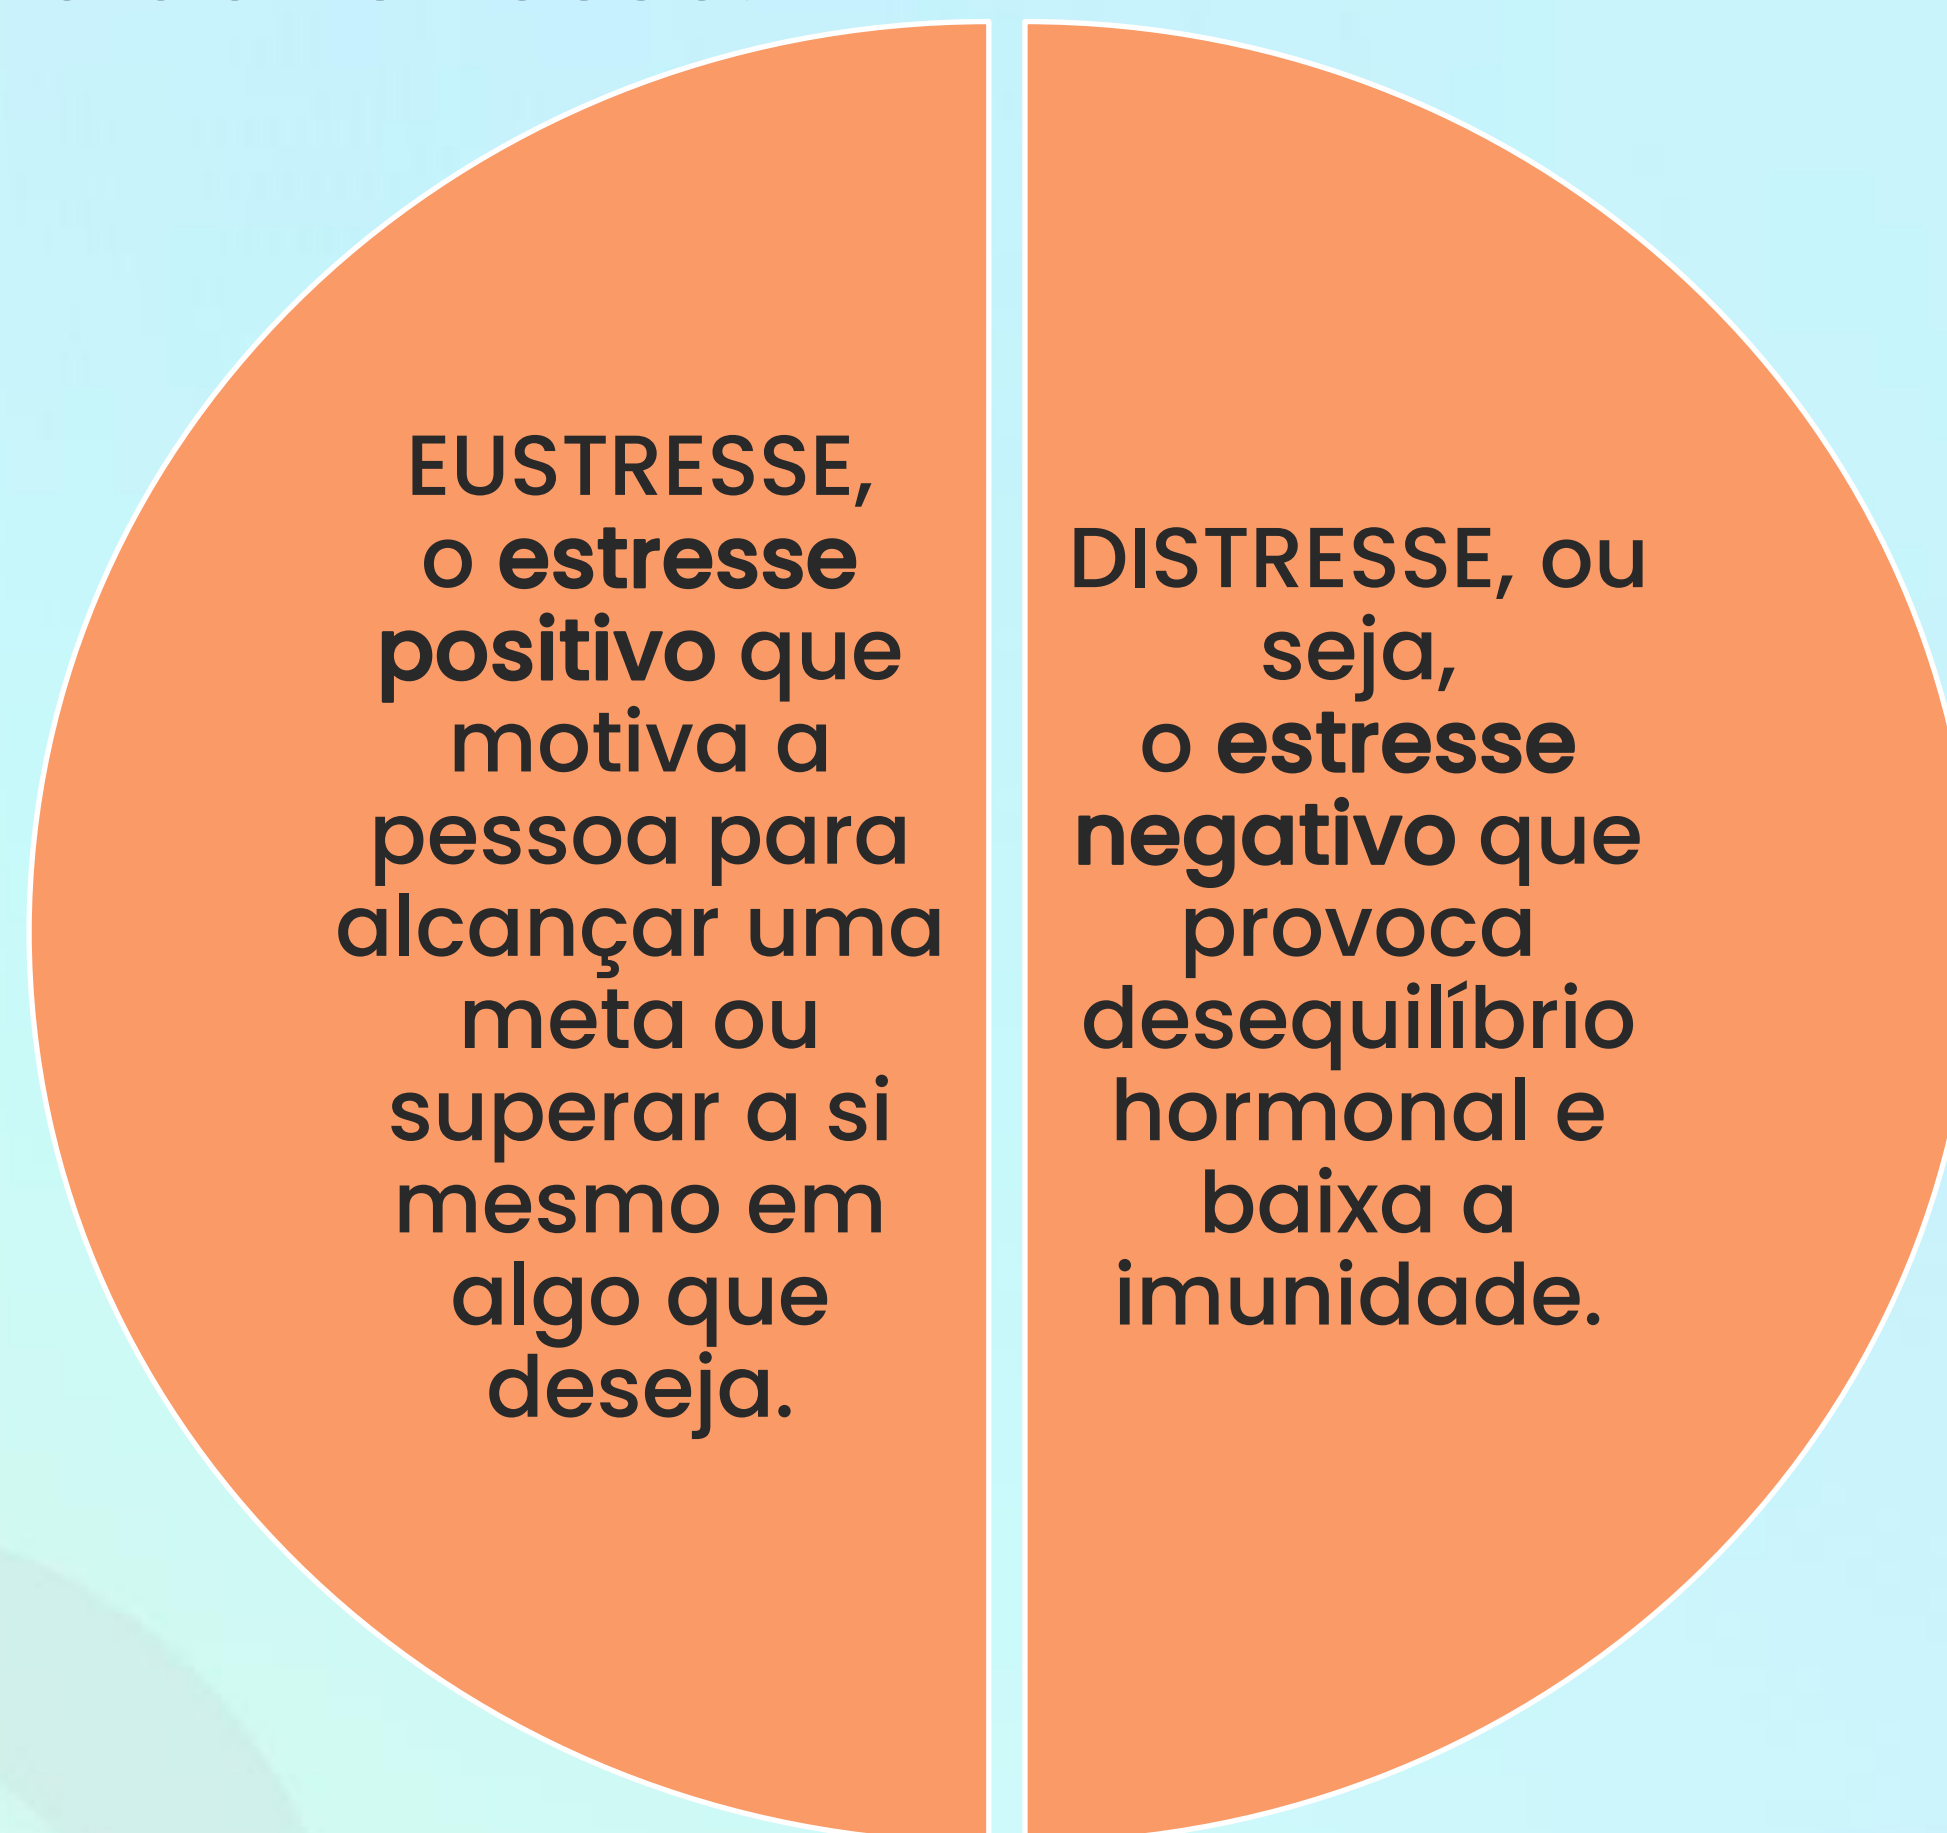 EUSTRESSE,
o estresse
positivo que
motiva a
pessoa para
alcançar uma
meta ou
superar a si
mesmo em
algo que
deseja.
DISTRESSE, ou
seja,
o estresse
negativo que
provoca
desequilíbrio
hormonal e
baixa a
imunidade.